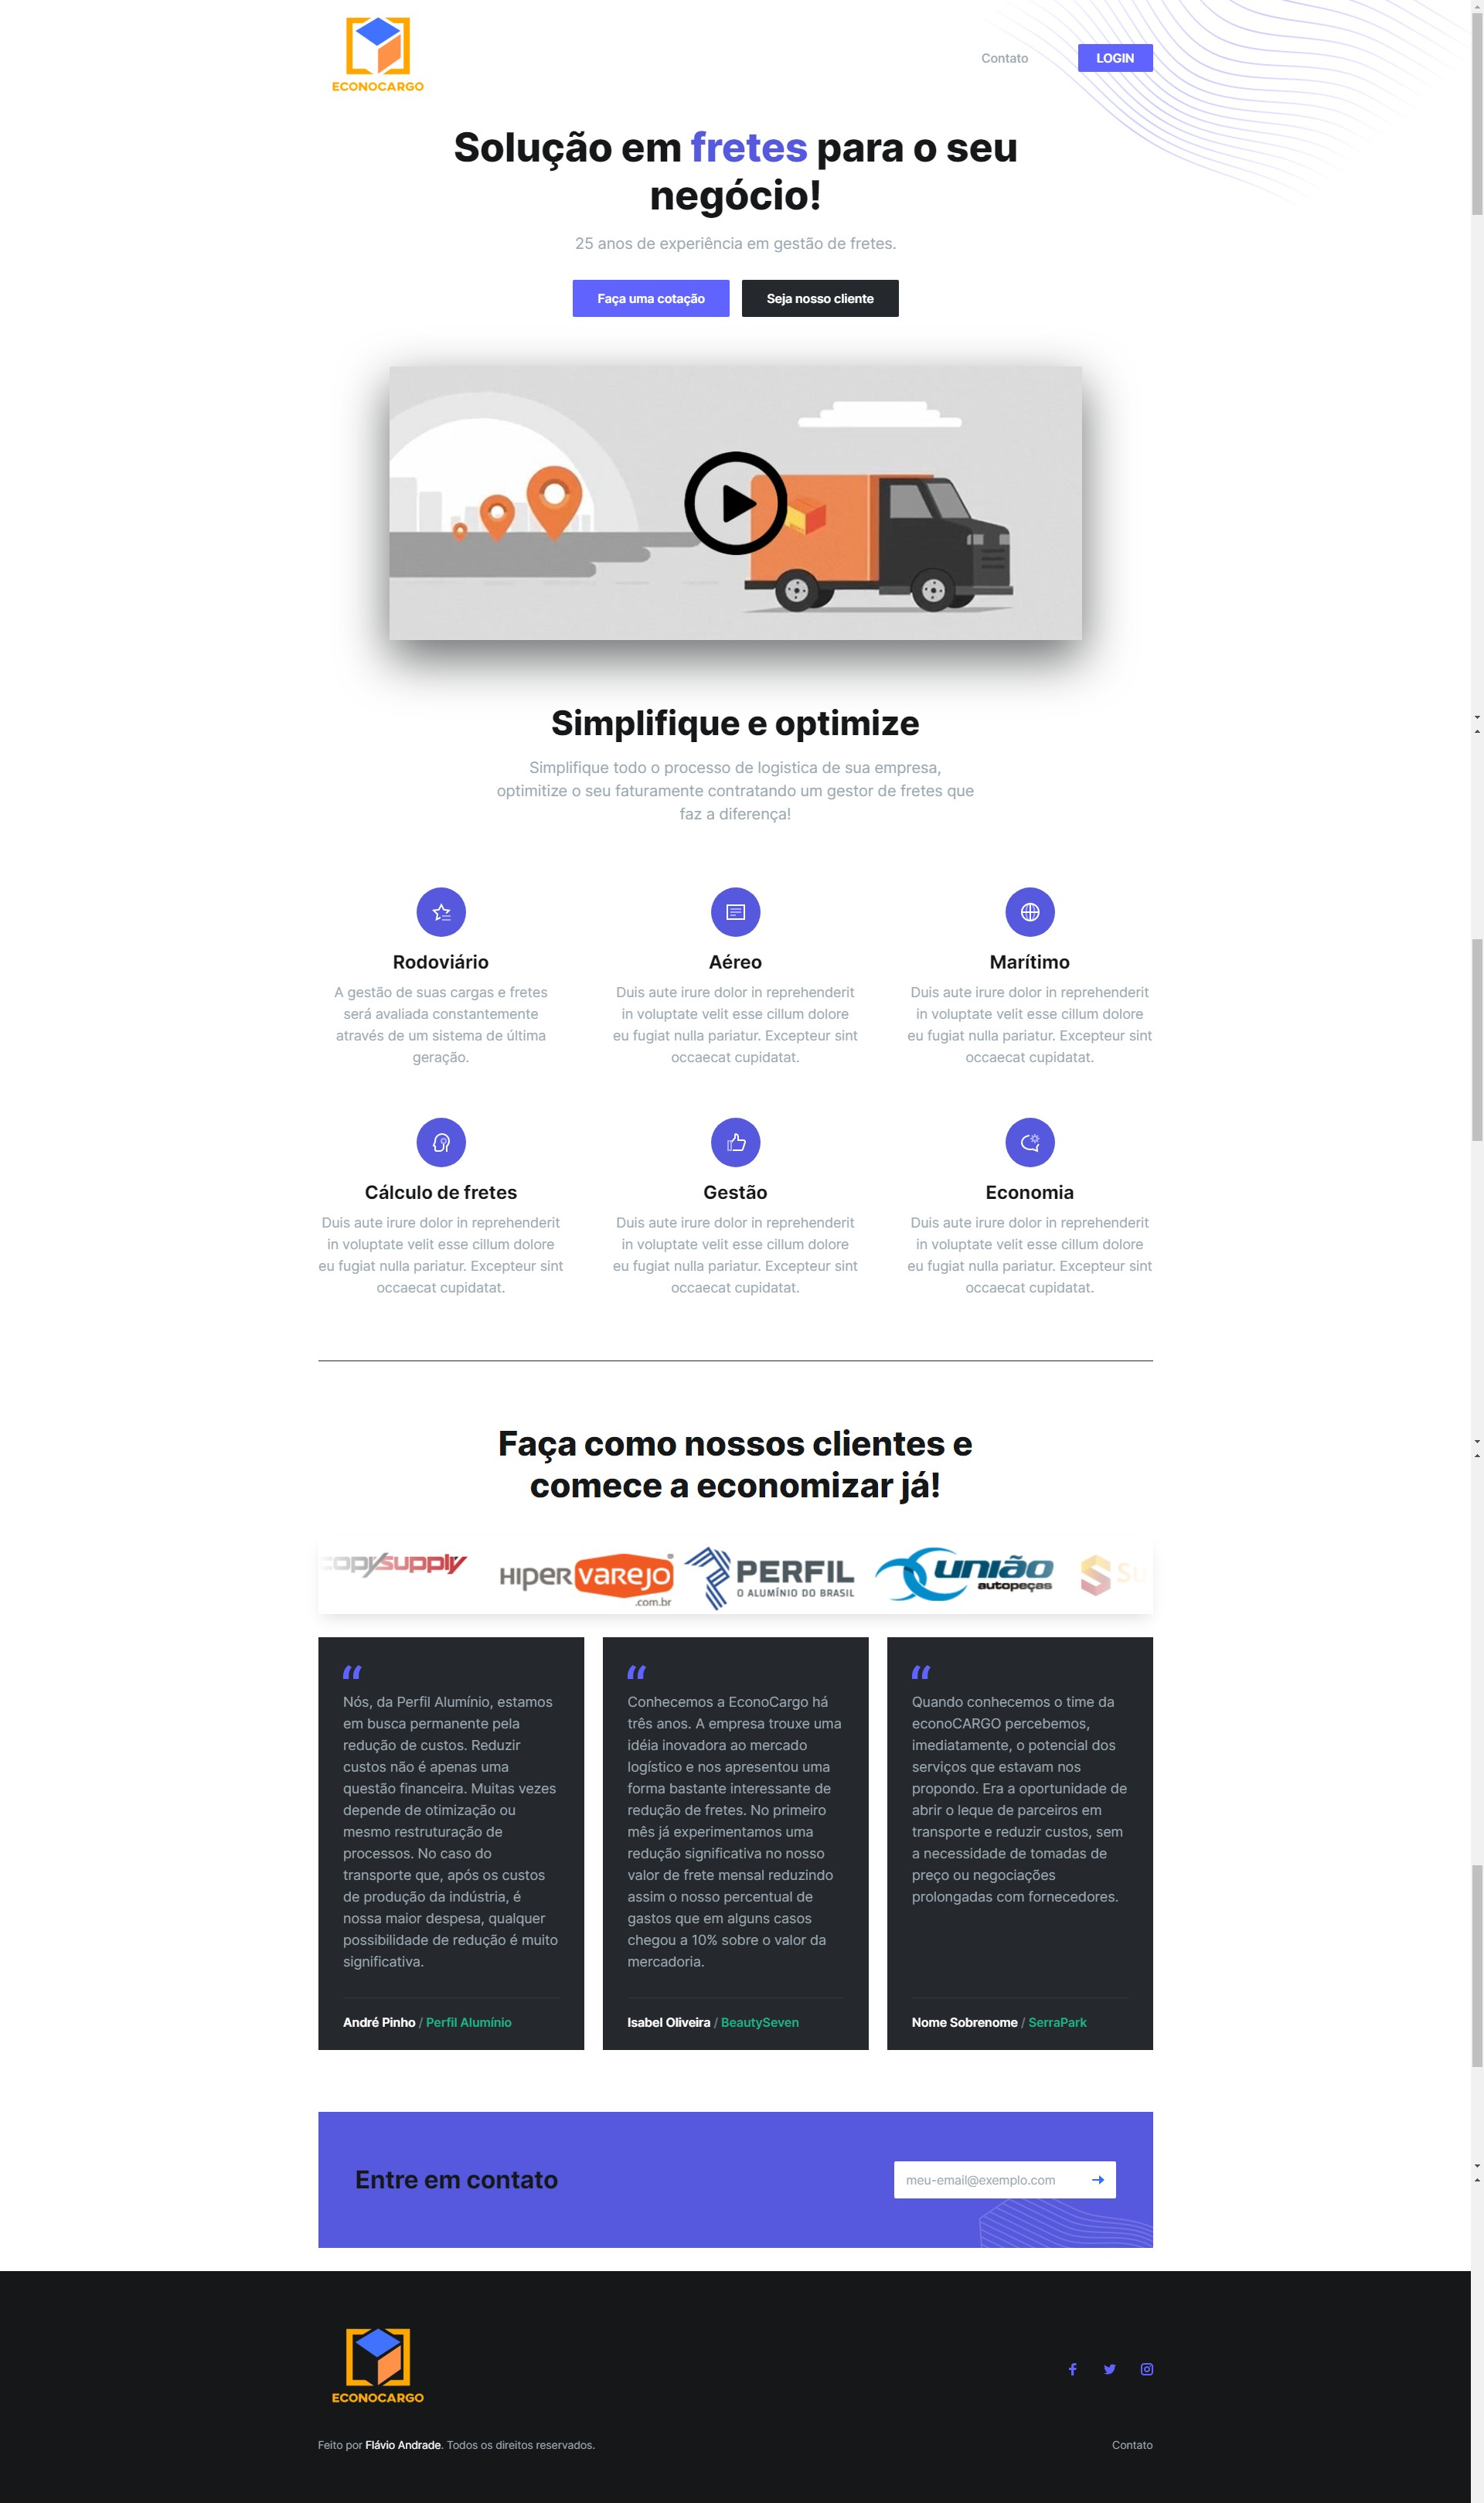 ECONOCARGO
Contato
LOGIN
Solução em fretes para o seu
negócio!
25 anos de experiência em gestão de fretes.
Faça uma cotação
Seja nosso cliente
Simplifique e optimize
Simplifique todo o processo de logistica de sua empresa,
optimitize o seu faturamente contratando um gestor de fretes que
faz a diferença!
Rodoviário
A gestão de suas cargas e fretes
será avaliada constantemente
através de um sistema de última
geração.
Aéreo
Duis aute irure dolor in reprehenderit
in voluptate velit esse cillum dolore
eu fugiat nulla pariatur. Excepteur sint
occaecat cupidatat.
Marítimo
Duis aute irure dolor in reprehenderit
in voluptate velit esse cillum dolore
eu fugiat nulla pariatur. Excepteur sint
occaecat cupidatat.
Cálculo de fretes
Duis aute irure dolor in reprehenderit
in voluptate velit esse cillum dolore
eu fugiat nulla pariatur. Excepteur sint
occaecat cupidatat.
Gestão
Duis aute irure dolor in reprehenderit
in voluptate velit esse cillum dolore
eu fugiat nulla pariatur. Excepteur sint
occaecat cupidatat.
Economia
Duis aute irure dolor in reprehenderit
in voluptate velit esse cillum dolore
eu fugiat nulla pariatur. Excepteur sint
occaecat cupidatat.
Faça como nossos clientes e
comece a economizar já!
copysupply
HIPER VAREJO
.com.br
PERFIL
O ALUMÍNIO DO BRASIL
união
autopeças
Su
“
Nós, da Perfil Alumínio, estamos
em busca permanente pela
redução de custos. Reduzir
custos não é apenas uma
questão financeira. Muitas vezes
depende de otimização ou
mesmo restruturação de
processos. No caso do
transporte que, após os custos
de produção da indústria, é
nossa maior despesa, qualquer
possibilidade de redução é muito
significativa.
André Pinho / Perfil Alumínio
“
Conhecemos a EconoCargo há
três anos. A empresa trouxe uma
idéia inovadora ao mercado
logístico e nos apresentou uma
forma bastante interessante de
redução de fretes. No primeiro
mês já experimentamos uma
redução significativa no nosso
valor de frete mensal reduzindo
assim o nosso percentual de
gastos que em alguns casos
chegou a 10% sobre o valor da
mercadoria.
Isabel Oliveira / BeautySeven
“
Quando conhecemos o time da
econoCARGO percebemos,
imediatamente, o potencial dos
serviços que estavam nos
propondo. Era a oportunidade de
abrir o leque de parceiros em
transporte e reduzir custos, sem
a necessidade de tomadas de
preço ou negociações
prolongadas com fornecedores.
Nome Sobrenome / SerraPark
Entre em contato
meu-email@exemplo.com
ECONOCARGO
Feito por Flávio Andrade. Todos os direitos reservados.
Contato